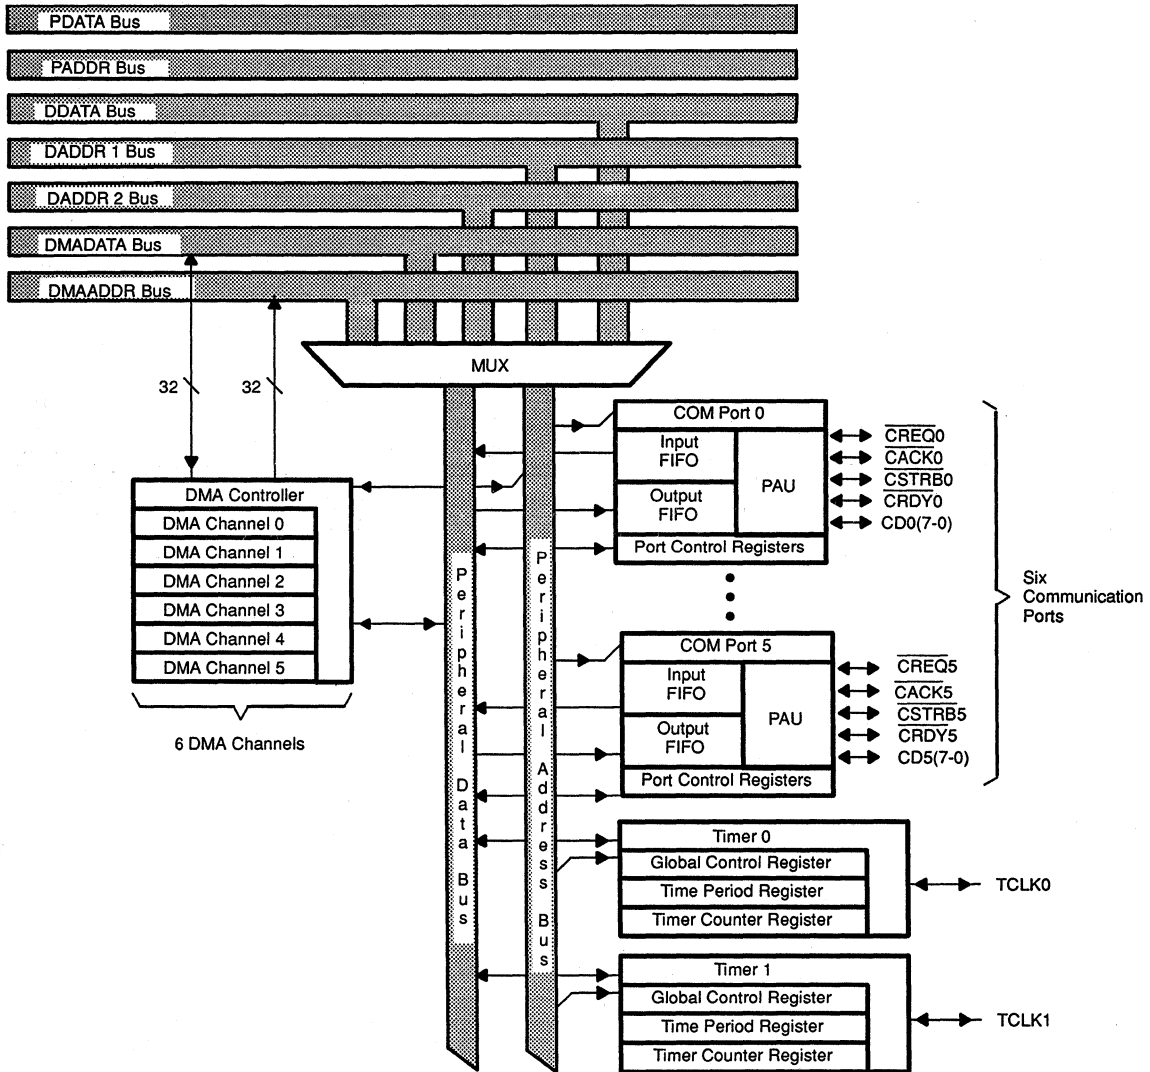 PDATA Bus
PADDR Bus
DDATA Bus
DADDR 1 Bus
DADDR 2 Bus
DMADATA Bus
DMAADDR Bus
MUX
32
32
DMA Controller
DMA Channel 0
DMA Channel 1
DMA Channel 2
DMA Channel 3
DMA Channel 4
DMA Channel 5
6 DMA Channels
Peripheral Data Bus
Peripheral Address Bus
COM Port 0
Input
FIFO
Output
FIFO
PAU
Port Control Registers
CREQ0
CACK0
CSTRB0
CRDY0
CD0(7-0)
Six
Communication
Ports
COM Port 5
Input
FIFO
Output
FIFO
PAU
Port Control Registers
CREQ5
CACK5
CSTRB5
CRDY5
CD5(7-0)
Timer 0
Global Control Register
Time Period Register
Timer Counter Register
TCLK0
Timer 1
Global Control Register
Time Period Register
Timer Counter Register
TCLK1